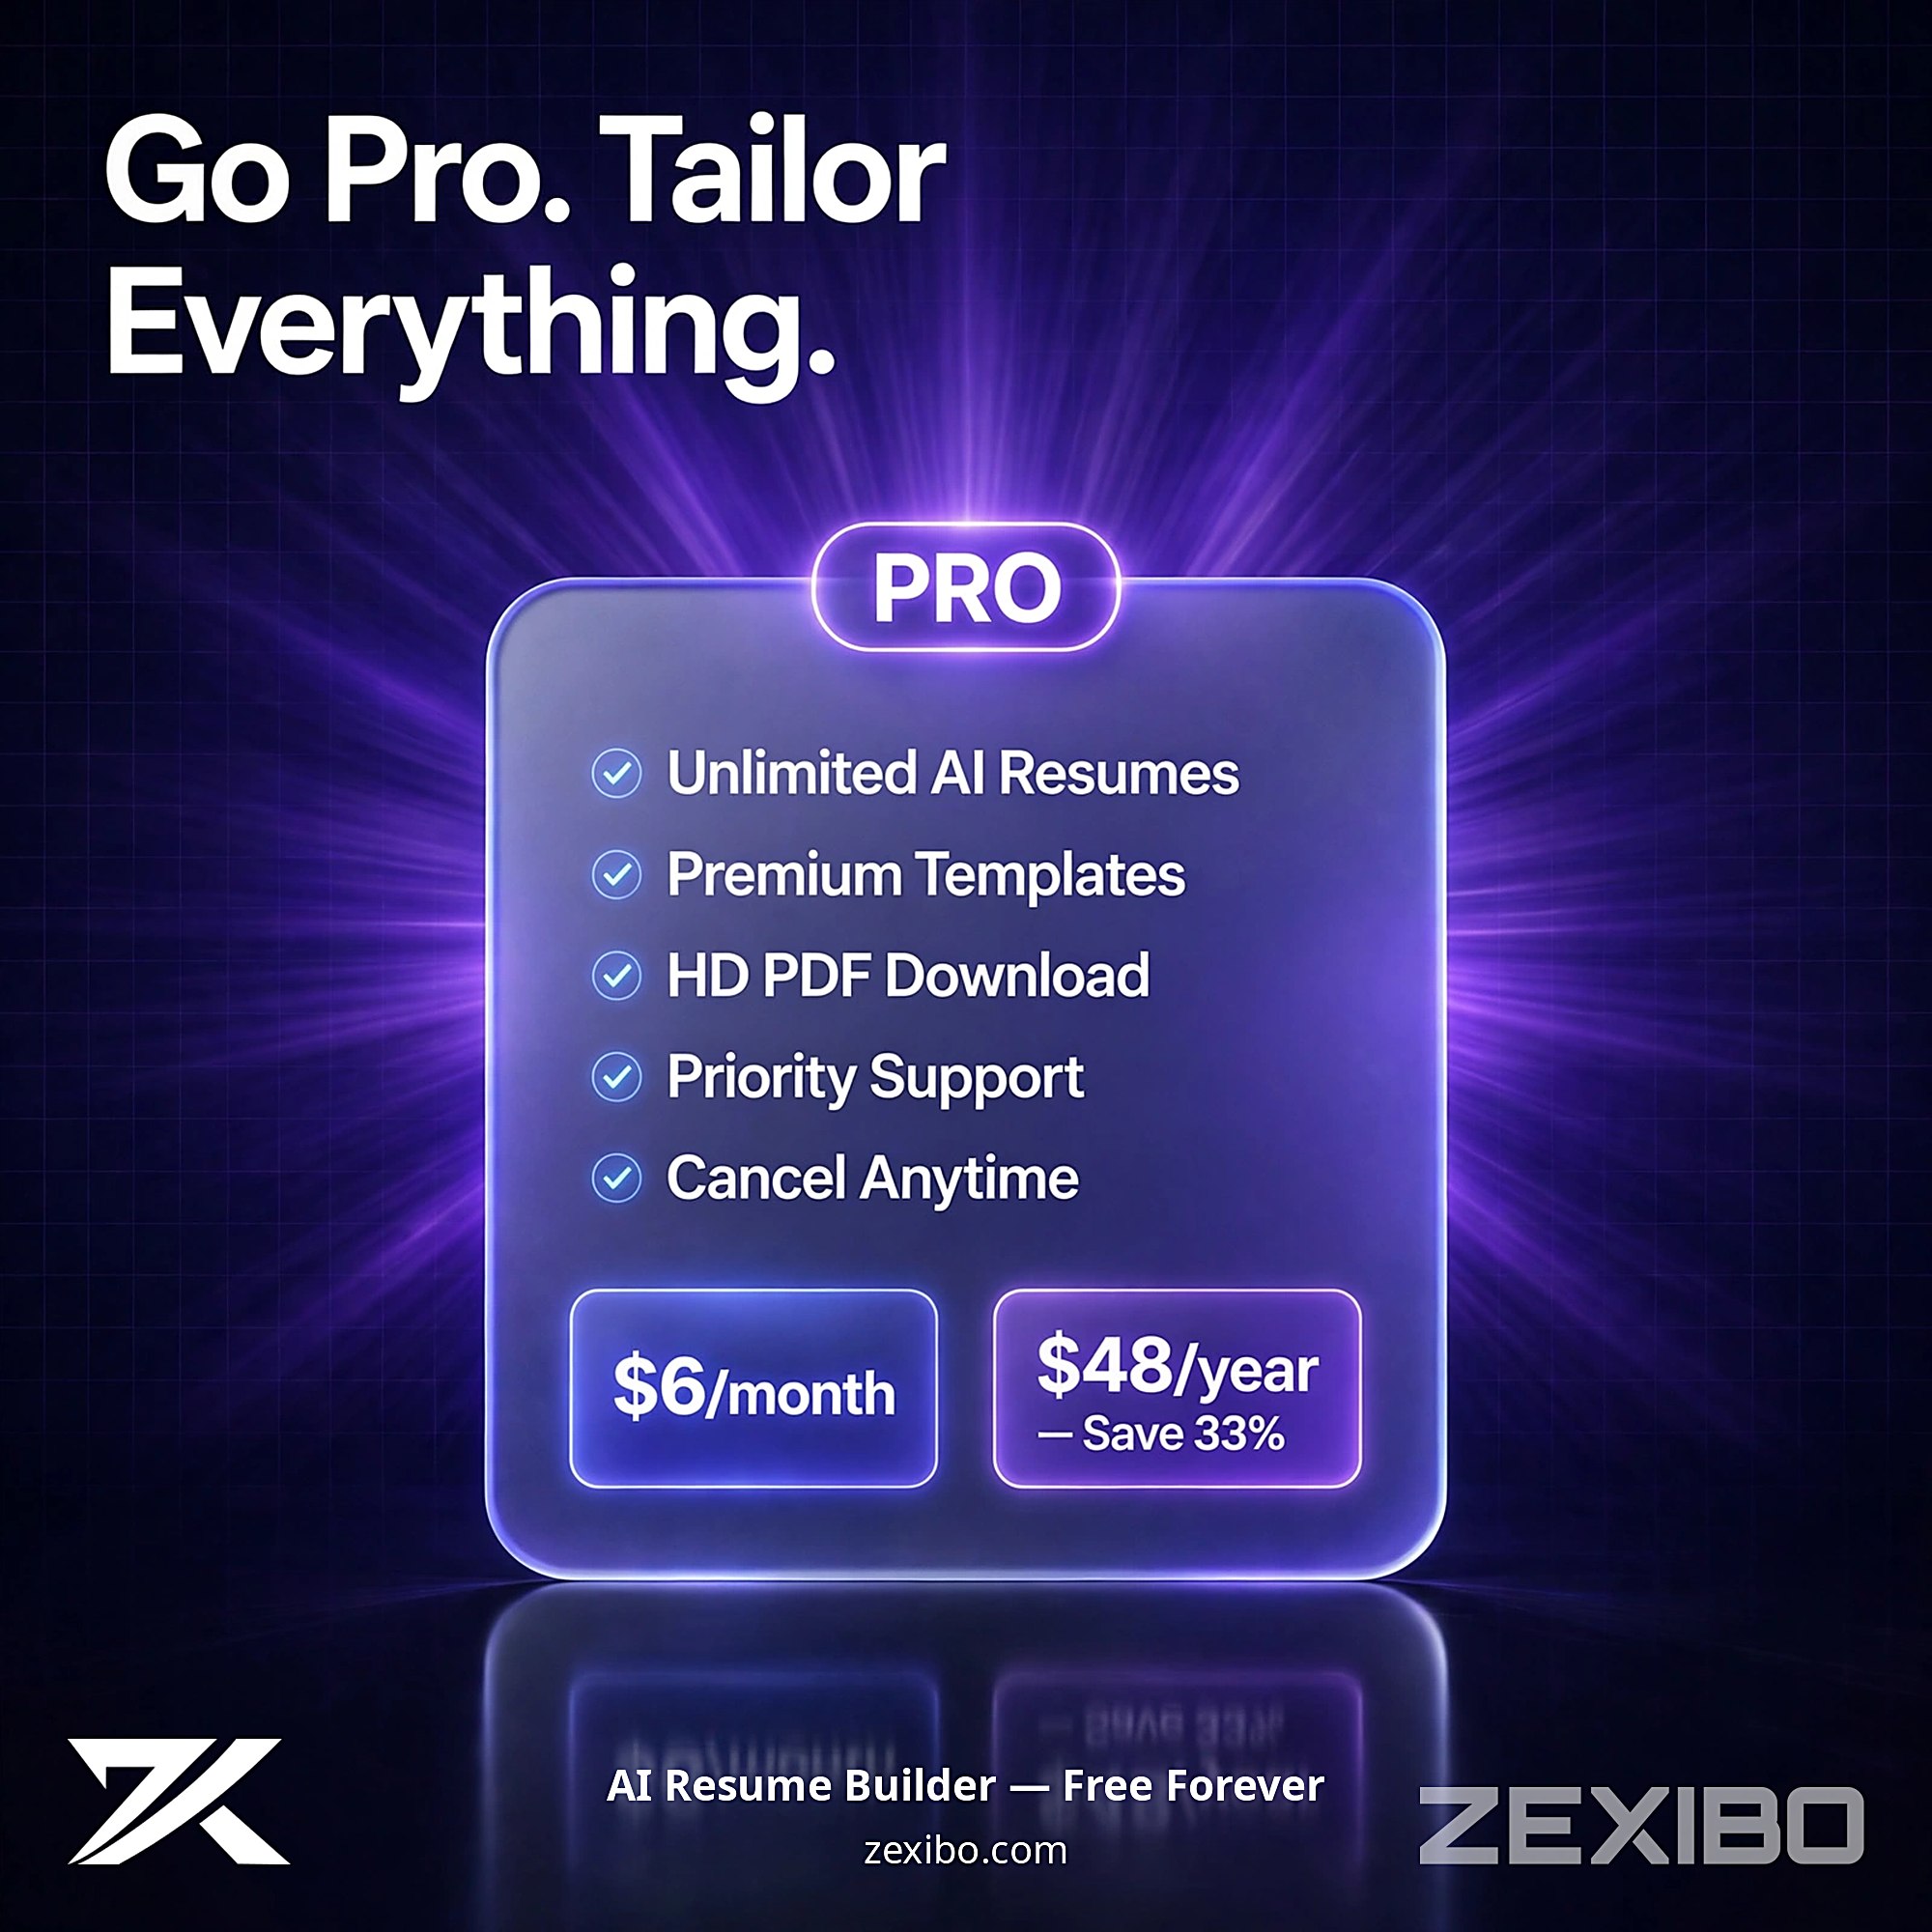 Go Pro. Tailor
Everything.
PRO
Unlimited AI Resumes
Premium Templates
HD PDF Download
Priority Support
Cancel Anytime
$6/month
$48/year
— Save 33%
AI Resume Builder — Free Forever
zexibo.com
ZEXIBO